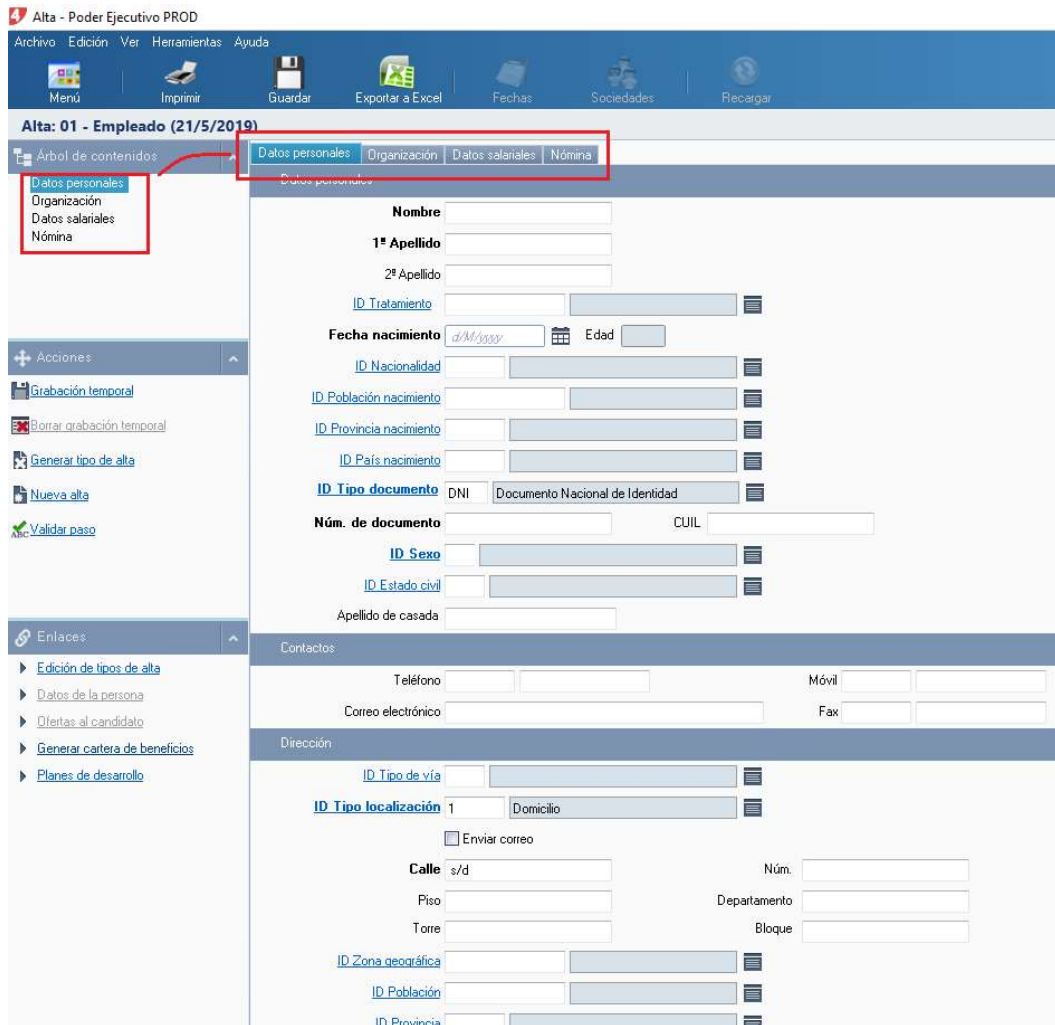 Alta - Poder Ejecutivo PROD
Archivo Edición Ver Herramientas Ayuda
Menú Imprimir Guardar Exportar a Excel Fechas Sociedades Recargar
Alta: 01 - Empleado (21/5/2019)
Árbol de contenidos
Datos personales
Organización
Datos salariales
Nómina
Acciones
Grabación temporal
Borrar grabación temporal
Generar tipo de alta
Nueva alta
ABC Validar paso
Enlaces
Edición de tipos de alta
Datos de la persona
Ofertas al candidato
Generar cartera de beneficios
Planes de desarrollo
Datos personales Organización Datos salariales Nómina
Datos personales
Nombre
1º Apellido
2º Apellido
ID Tratamiento
Fecha nacimiento d/M/yyyy Edad
ID Nacionalidad
ID Población nacimiento
ID Provincia nacimiento
ID País nacimiento
ID Tipo documento DNI Documento Nacional de Identidad
Núm. de documento CUIL
ID Sexo
ID Estado civil
Apellido de casada
Contactos
Teléfono Móvil
Correo electrónico Fax
Dirección
ID Tipo de vía
ID Tipo localización 1 Domicilio
Enviar correo
Calle s/d Núm.
Piso Departamento
Torre Bloque
ID Zona geográfica
ID Población
ID Provincia